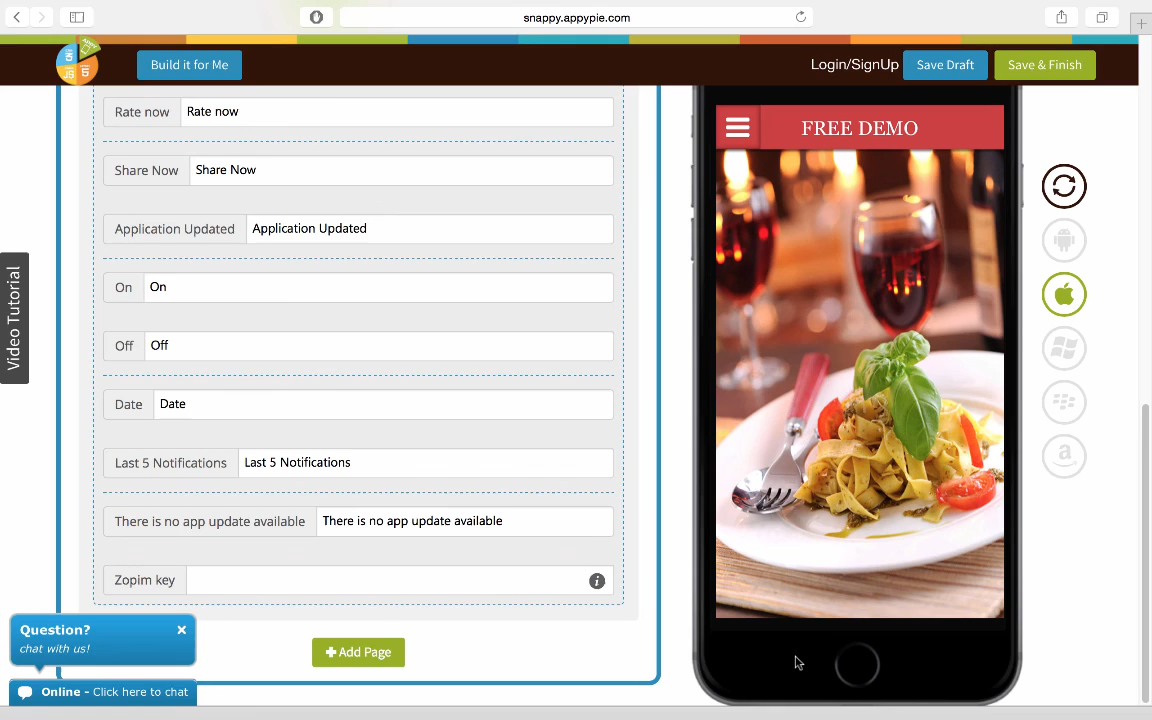 snappy.appypie.com
Build it for Me
Login/SignUp
Save Draft
Save & Finish
Rate now Rate now
FREE DEMO
Share Now Share Now
Application Updated Application Updated
Video Tutorial
On On
Off Off
Date Date
Last 5 Notifications Last 5 Notifications
There is no app update available There is no app update available
Zopim key
Question?
chat with us!
Add Page
Online - Click here to chat